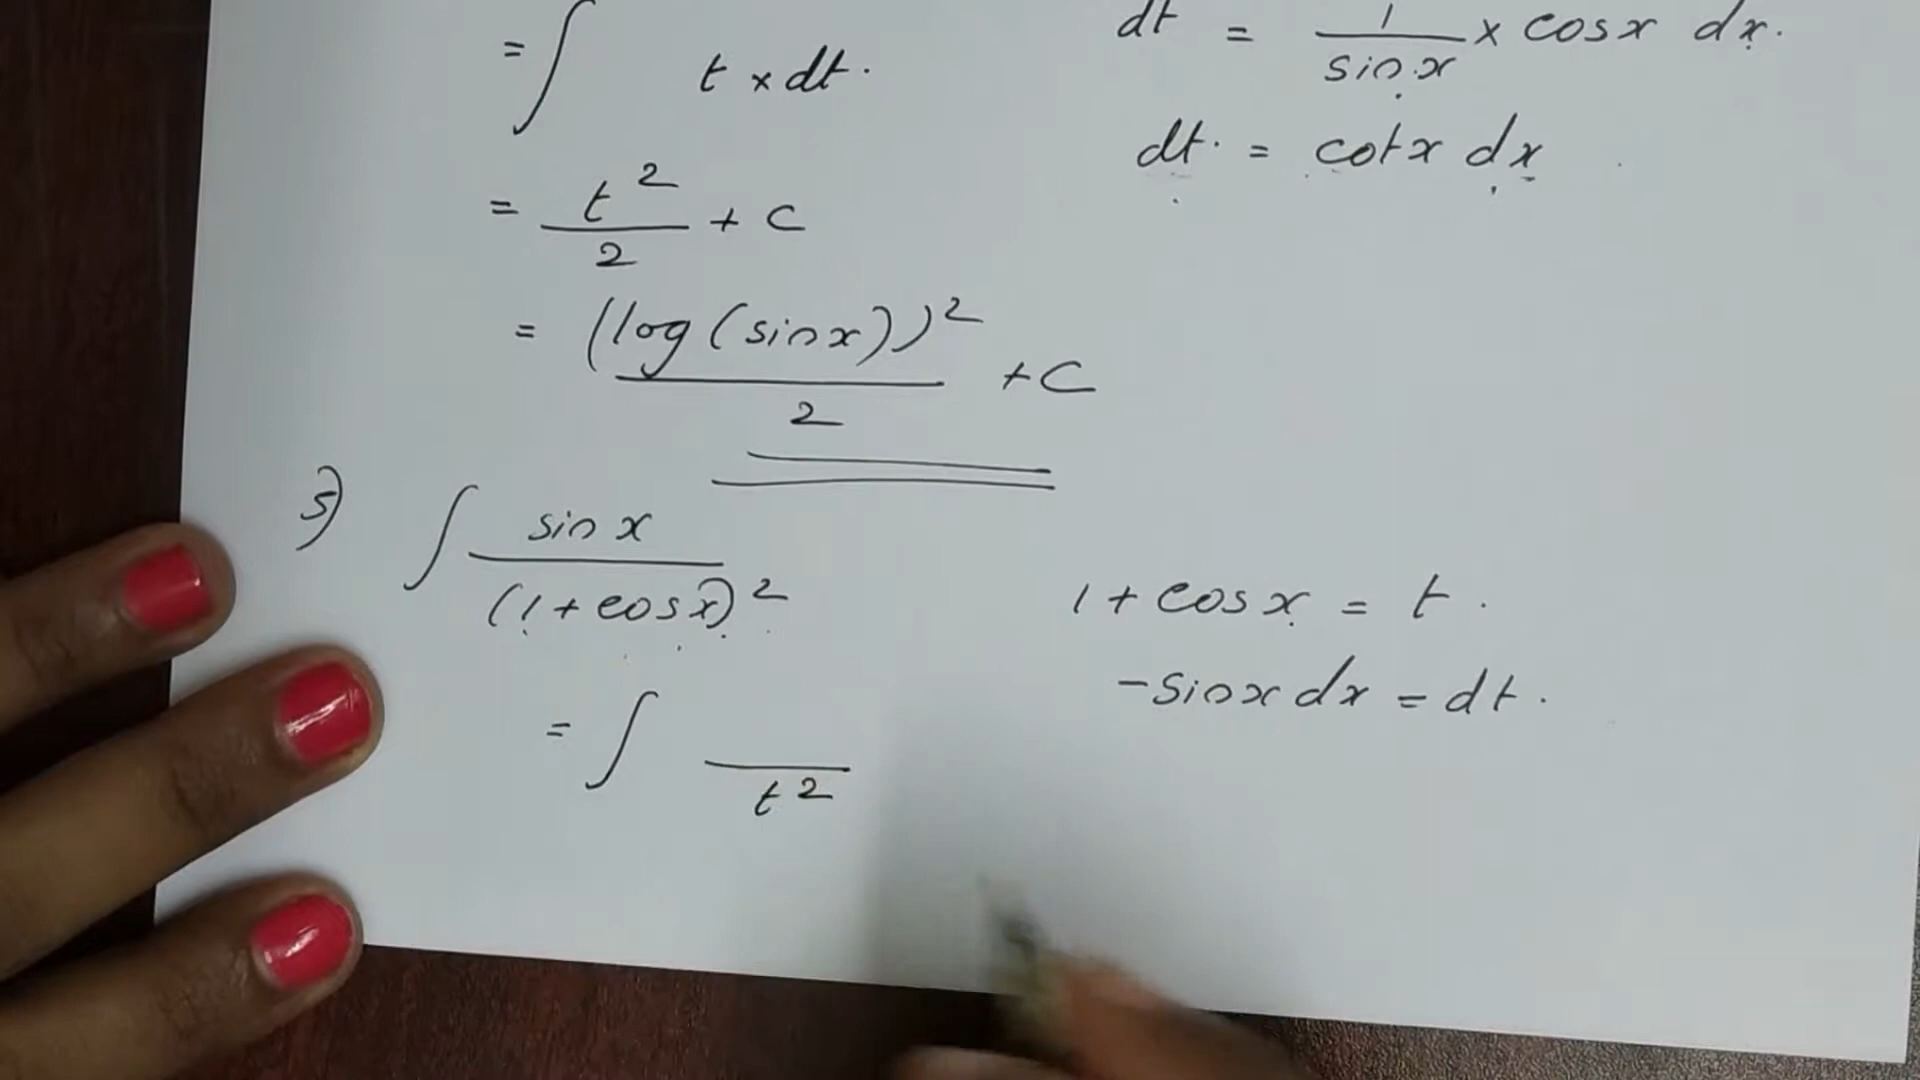 = ∫ t × dt.
= t² / 2 + C
= (log (sin x))² / 2 + C
dt = 1 / sin x × cos x dx.
dt. = cot x dx
5) ∫ sin x / (1 + cos x)²
= ∫ / t²
1 + cos x = t.
- sin x dx = dt.